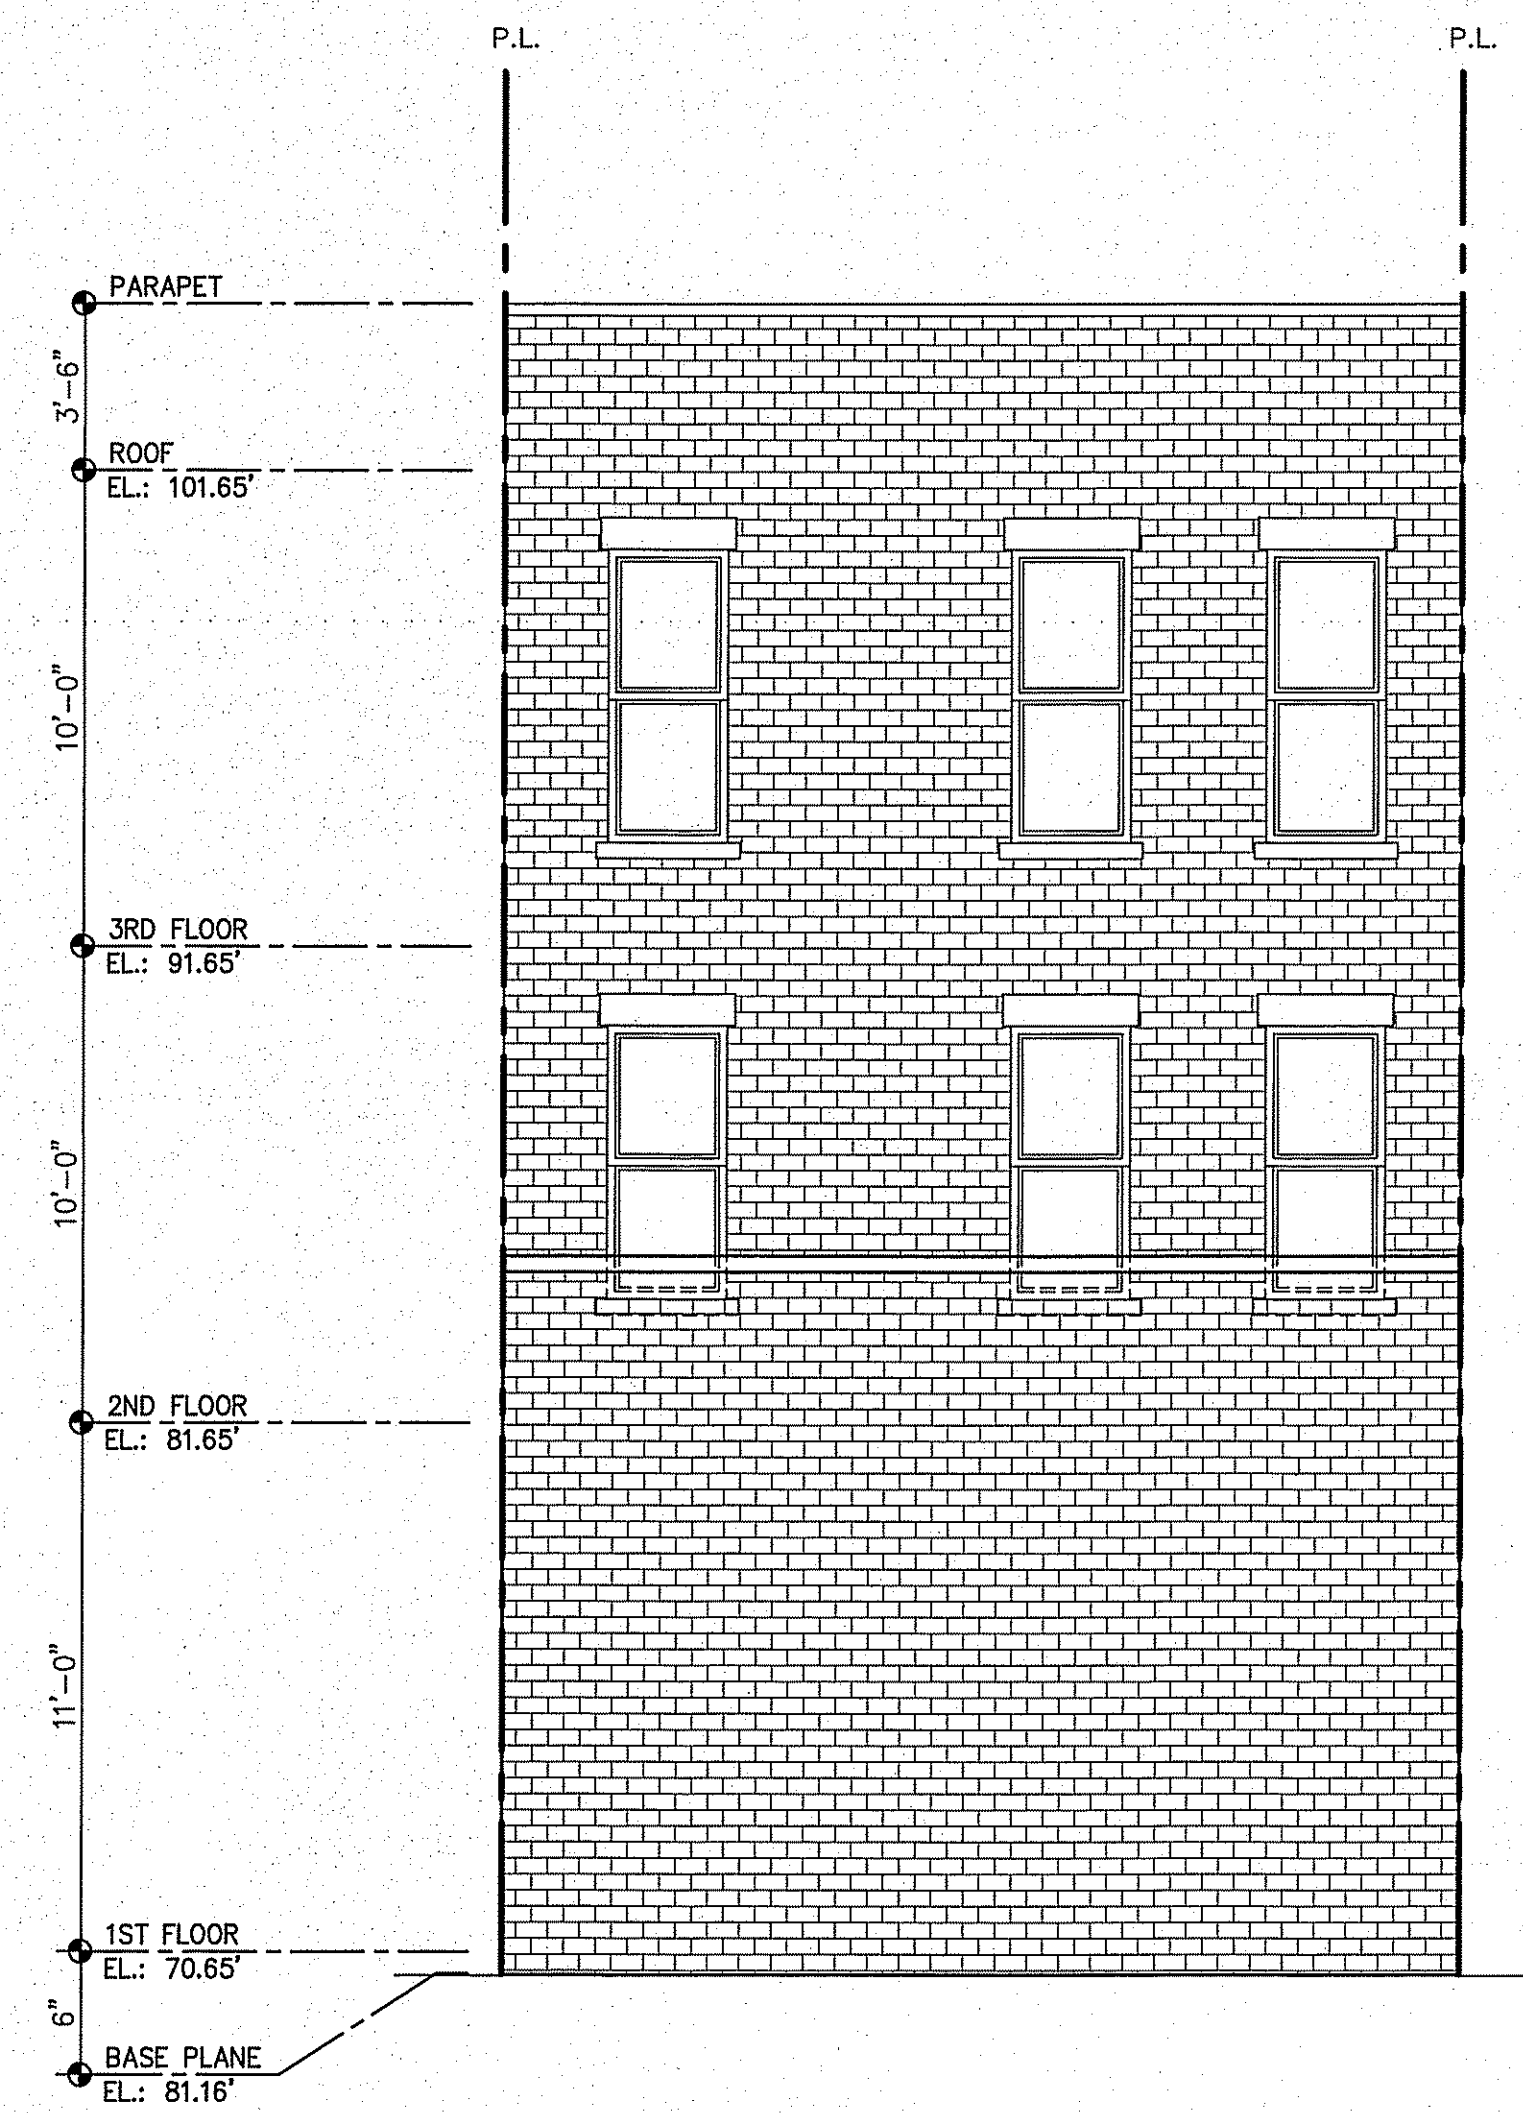 P.L.
P.L.
PARAPET
3'-6"
ROOF
EL.: 101.65'
10'-0"
3RD FLOOR
EL.: 91.65'
10'-0"
2ND FLOOR
EL.: 81.65'
11'-0"
1ST FLOOR
EL.: 70.65'
6"
BASE PLANE
EL.: 81.16'